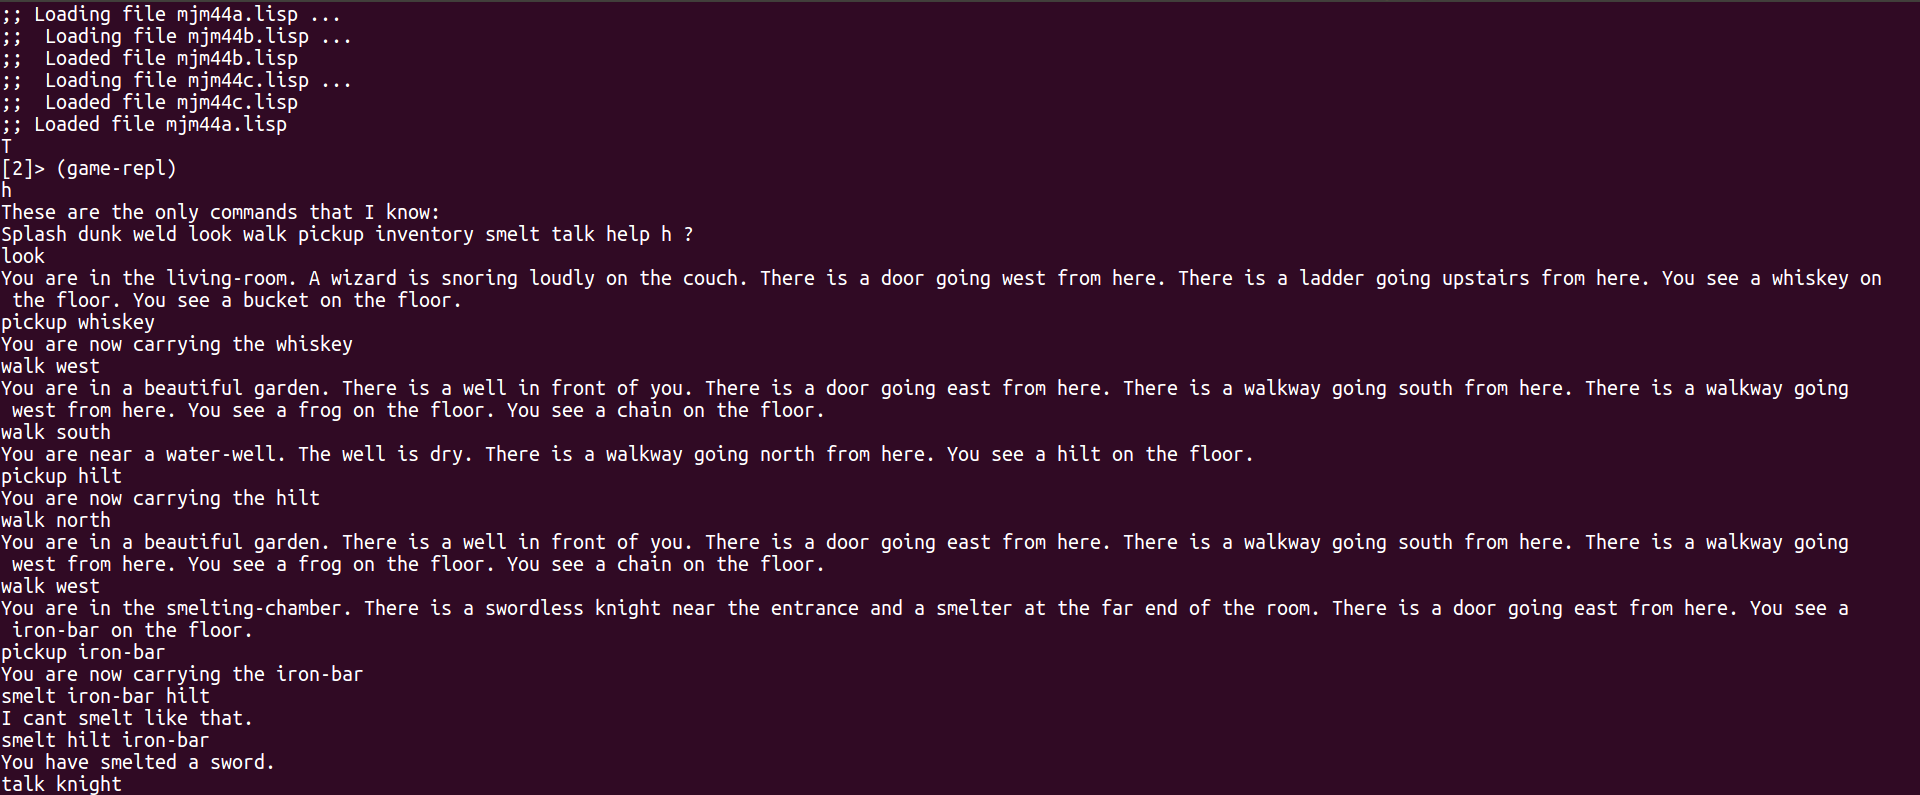 ;; Loading file mjm44a.lisp ...
;;  Loading file mjm44b.lisp ...
;;  Loaded file mjm44b.lisp
;;  Loading file mjm44c.lisp ...
;;  Loaded file mjm44c.lisp
;; Loaded file mjm44a.lisp
T
[2]> (game-repl)
h
These are the only commands that I know:
Splash dunk weld look walk pickup inventory smelt talk help h ?
look
You are in the living-room. A wizard is snoring loudly on the couch. There is a door going west from here. There is a ladder going upstairs from here. You see a whiskey on
 the floor. You see a bucket on the floor.
pickup whiskey
You are now carrying the whiskey
walk west
You are in a beautiful garden. There is a well in front of you. There is a door going east from here. There is a walkway going south from here. There is a walkway going
 west from here. You see a frog on the floor. You see a chain on the floor.
walk south
You are near a water-well. The well is dry. There is a walkway going north from here. You see a hilt on the floor.
pickup hilt
You are now carrying the hilt
walk north
You are in a beautiful garden. There is a well in front of you. There is a door going east from here. There is a walkway going south from here. There is a walkway going
 west from here. You see a frog on the floor. You see a chain on the floor.
walk west
You are in the smelting-chamber. There is a swordless knight near the entrance and a smelter at the far end of the room. There is a door going east from here. You see a
 iron-bar on the floor.
pickup iron-bar
You are now carrying the iron-bar
smelt iron-bar hilt
I cant smelt like that.
smelt hilt iron-bar
You have smelted a sword.
talk knight